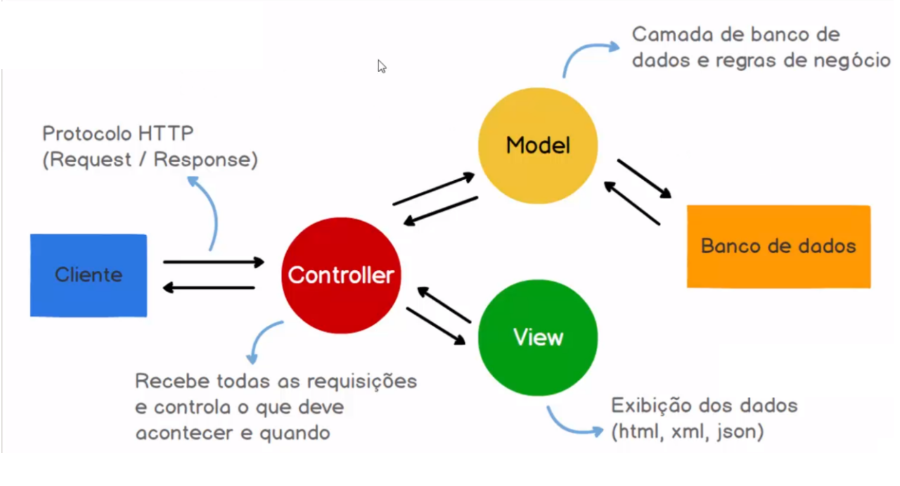 Camada de banco de
dados e regras de negócio
Protocolo HTTP
(Request / Response)
Model
Banco de dados
Cliente
Controller
View
Recebe todas as requisições
e controla o que deve
acontecer e quando
Exibição dos dados
(html, xml, json)